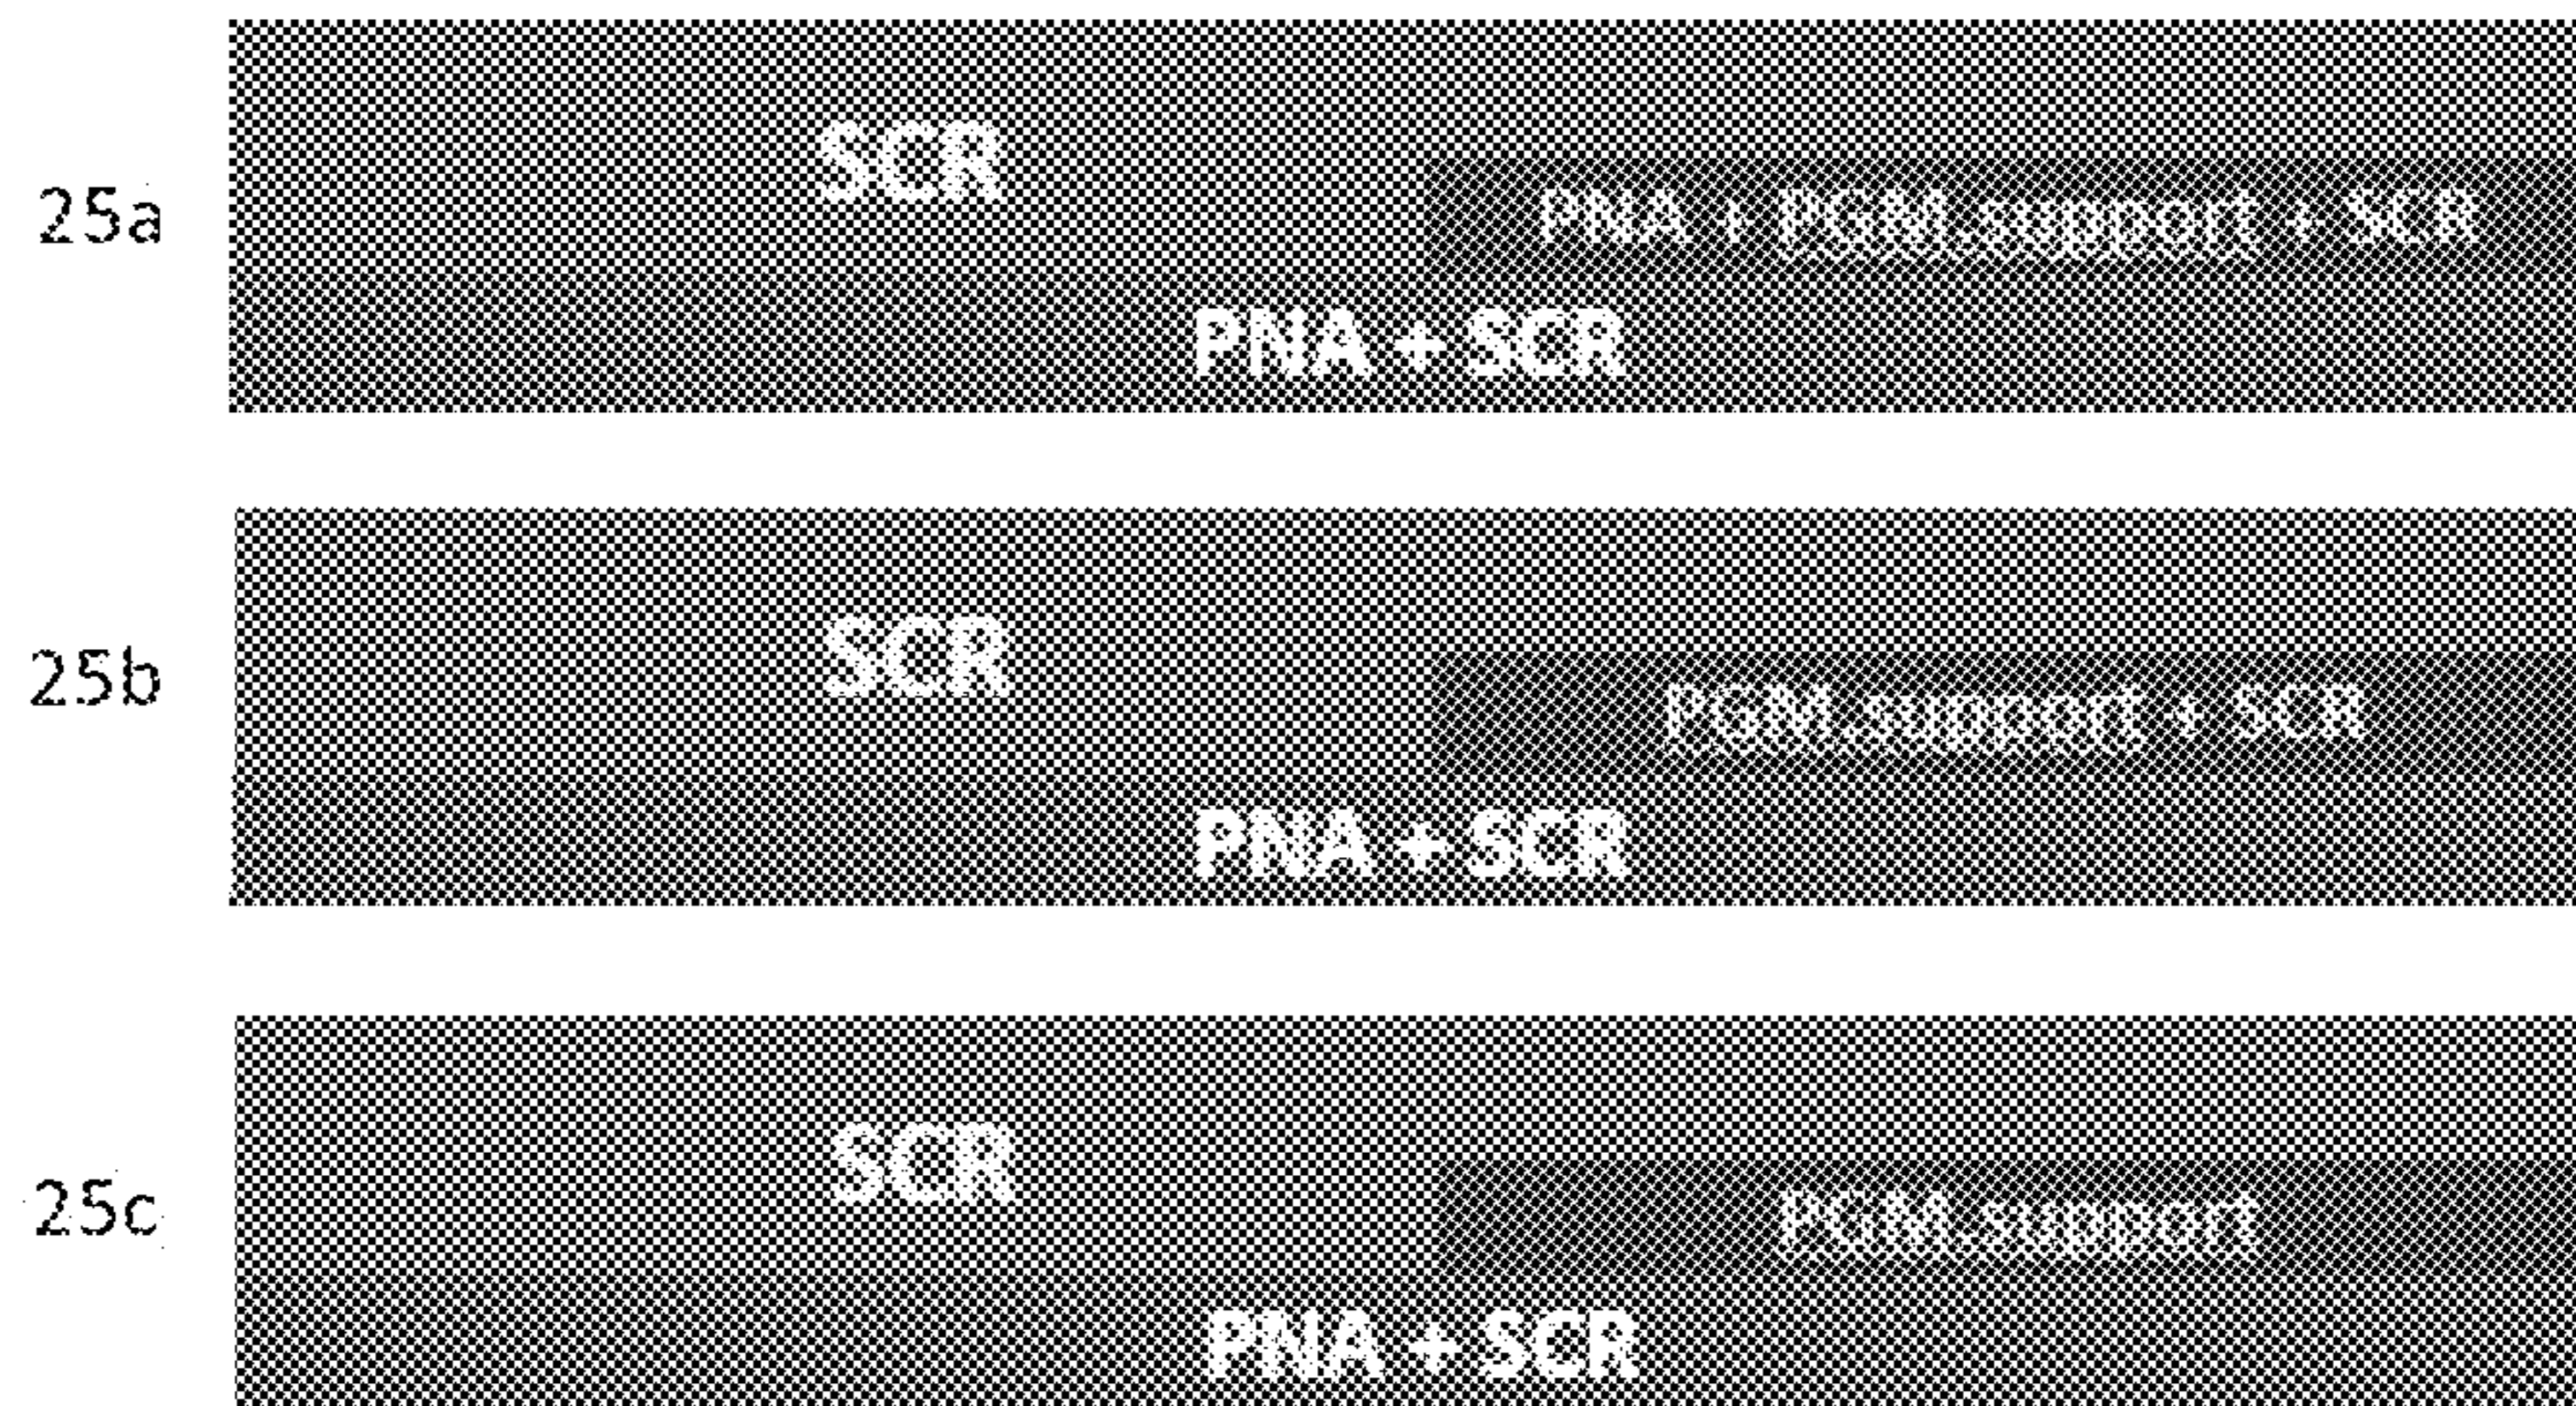 SCR
25a
PNA + PGM.support + SCR
PNA + SCR
SCR
25b
PGM.support + SCR
PNA + SCR
SCR
25c
PGM.support
PNA + SCR